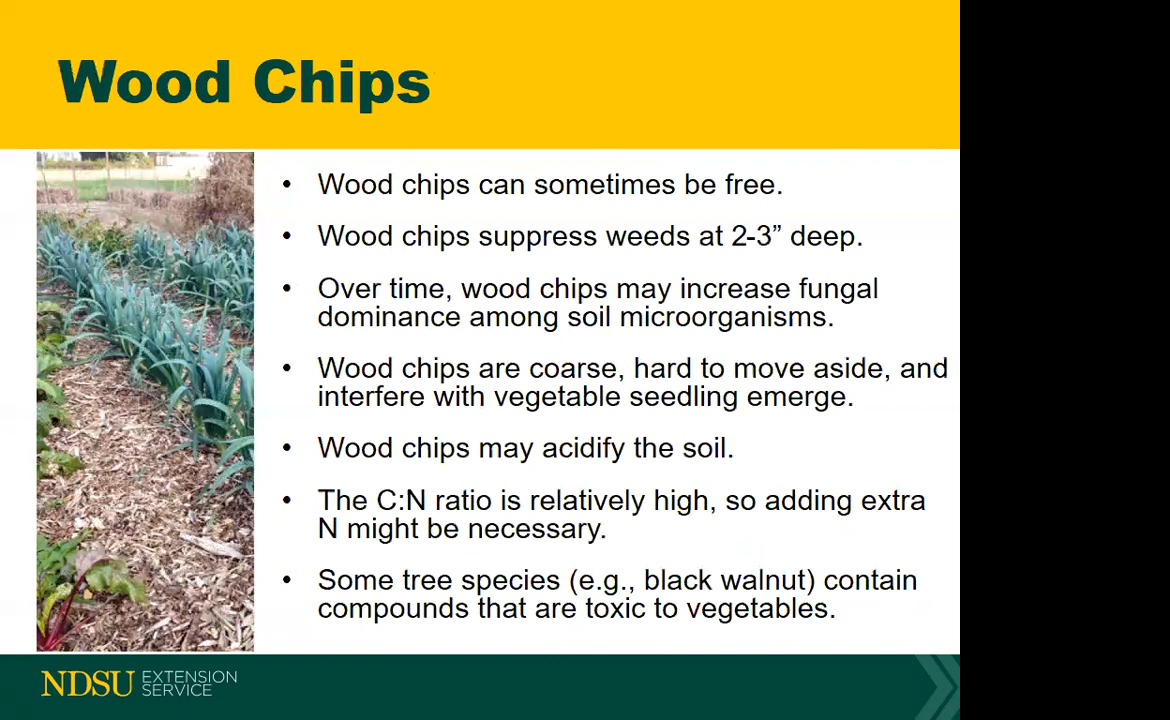 Wood Chips
• Wood chips can sometimes be free.
• Wood chips suppress weeds at 2-3” deep.
• Over time, wood chips may increase fungal
dominance among soil microorganisms.
• Wood chips are coarse, hard to move aside, and
interfere with vegetable seedling emerge.
• Wood chips may acidify the soil.
• The C:N ratio is relatively high, so adding extra
N might be necessary.
• Some tree species (e.g., black walnut) contain
compounds that are toxic to vegetables.
NDSU EXTENSION
SERVICE